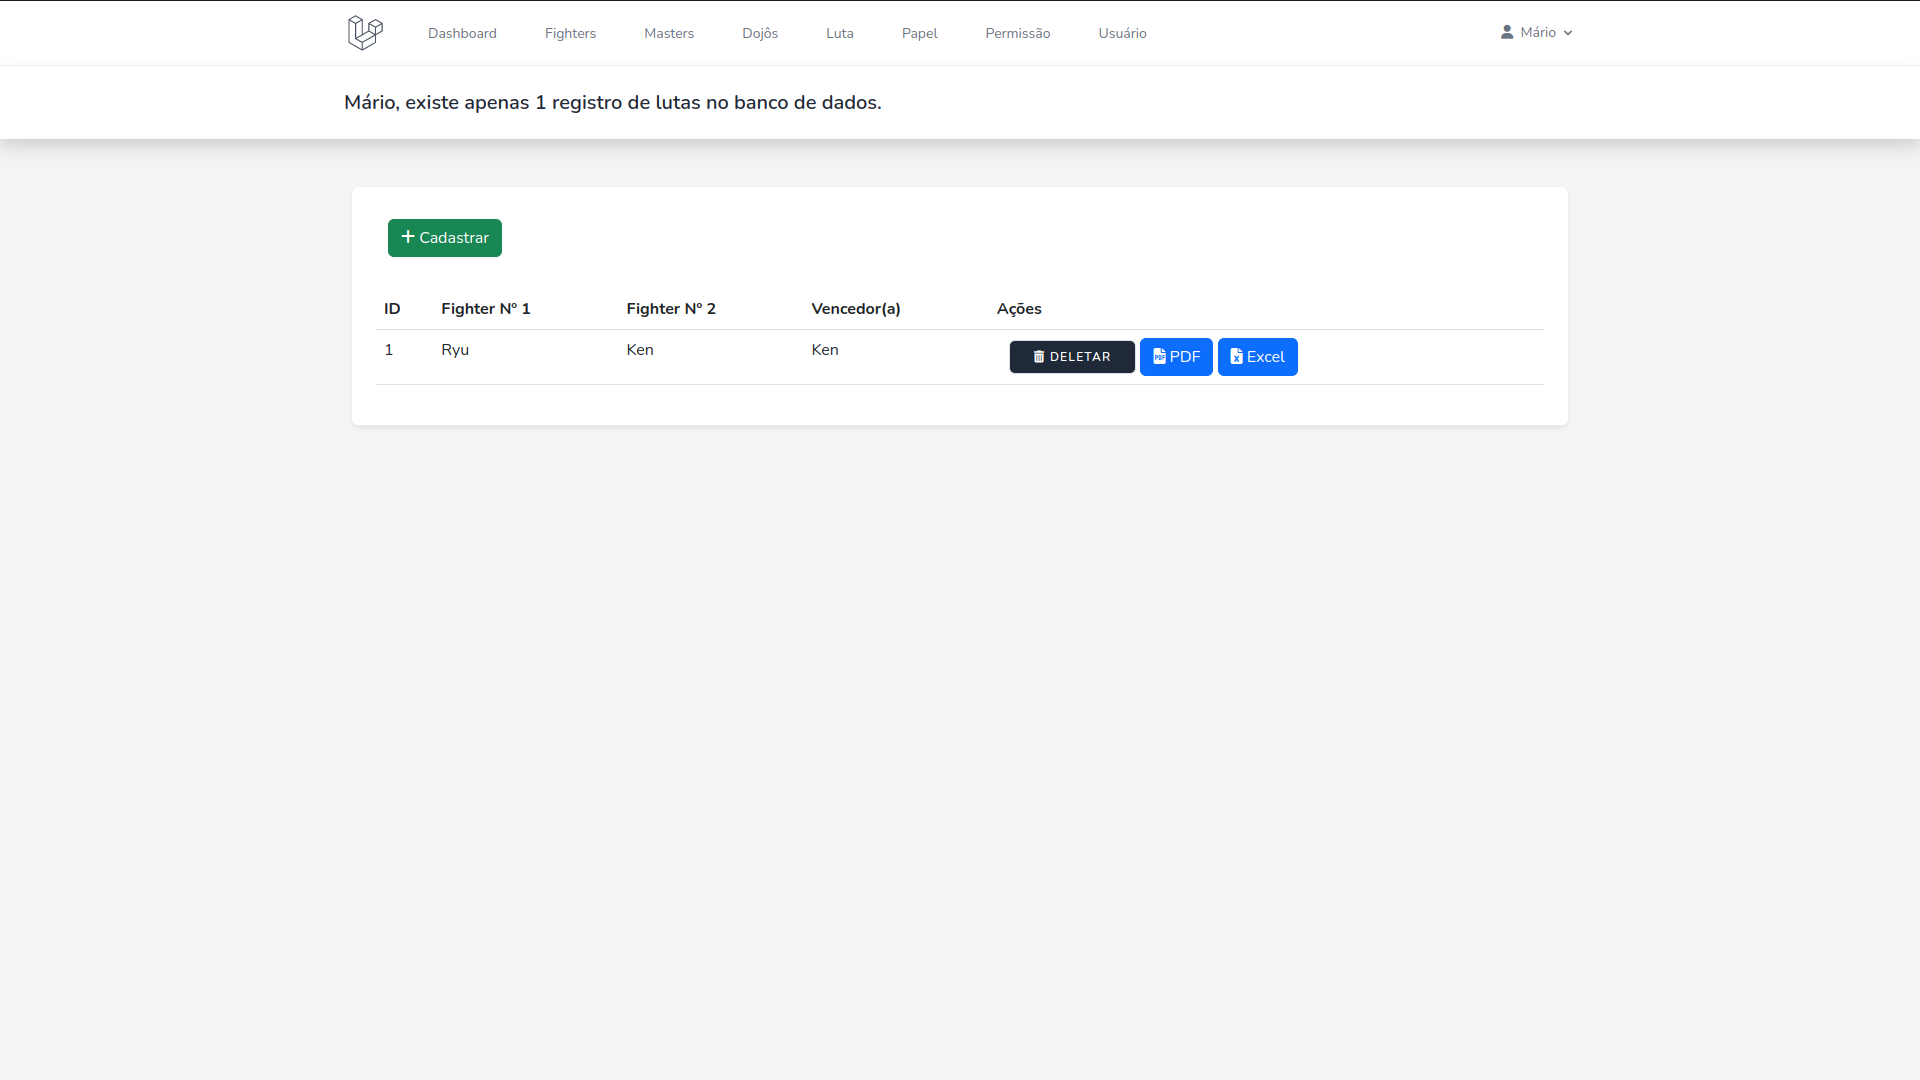 Dashboard Fighters Masters Dojôs Luta Papel Permissão Usuário Mário
Mário, existe apenas 1 registro de lutas no banco de dados.
Cadastrar
ID Fighter Nº 1 Fighter Nº 2 Vencedor(a) Ações
1 Ryu Ken Ken DELETAR PDF Excel